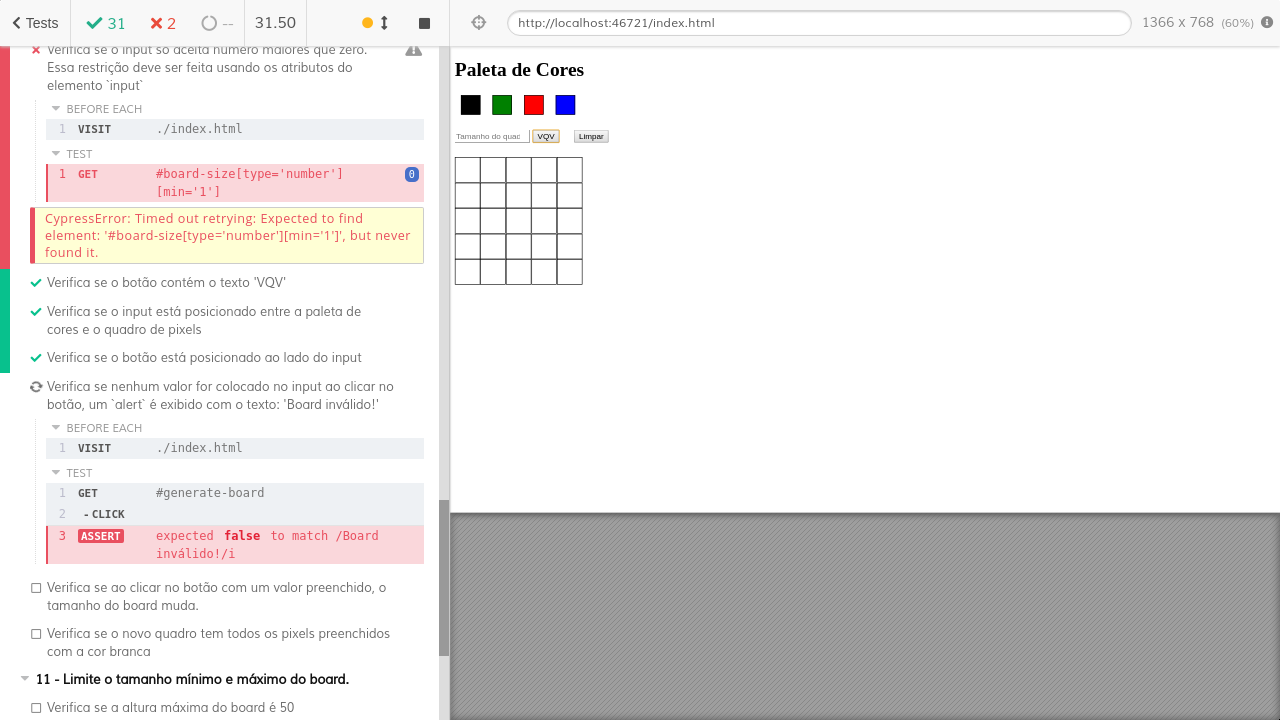 Tests
31
2
--
31.50
http://localhost:46721/index.html
1366 x 768 (60%)
Verifica se o input só aceita número maiores que zero.
Essa restrição deve ser feita usando os atributos do
elemento `input`
BEFORE EACH
1 VISIT ./index.html
TEST
1 GET #board-size[type='number']
[min='1']
0
CypressError: Timed out retrying: Expected to find
element: '#board-size[type='number'][min='1']', but never
found it.
Verifica se o botão contém o texto 'VQV'
Verifica se o input está posicionado entre a paleta de
cores e o quadro de pixels
Verifica se o botão está posicionado ao lado do input
Verifica se nenhum valor for colocado no input ao clicar no
botão, um `alert` é exibido com o texto: 'Board inválido!'
BEFORE EACH
1 VISIT ./index.html
TEST
1 GET #generate-board
2 - CLICK
3 ASSERT expected false to match /Board
inválido!/i
Verifica se ao clicar no botão com um valor preenchido, o
tamanho do board muda.
Verifica se o novo quadro tem todos os pixels preenchidos
com a cor branca
11 - Limite o tamanho mínimo e máximo do board.
Verifica se a altura máxima do board é 50
Paleta de Cores
Tamanho do quad
VQV
Limpar